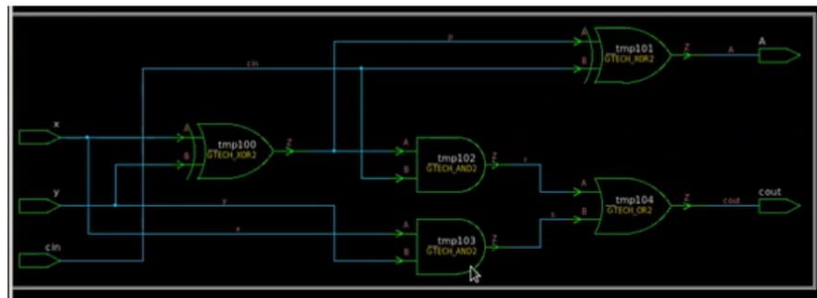 p
A
A
Z
tmp101
GTECH_XOR2
A
B
cin
x
A
Z
tmp100
GTECH_XOR2
B
A
Z
tmp102
GTECH_AND2
B
r
A
Z
tmp104
GTECH_OR2
B
cout
cout
y
y
s
x
A
Z
tmp103
GTECH_AND2
B
cin